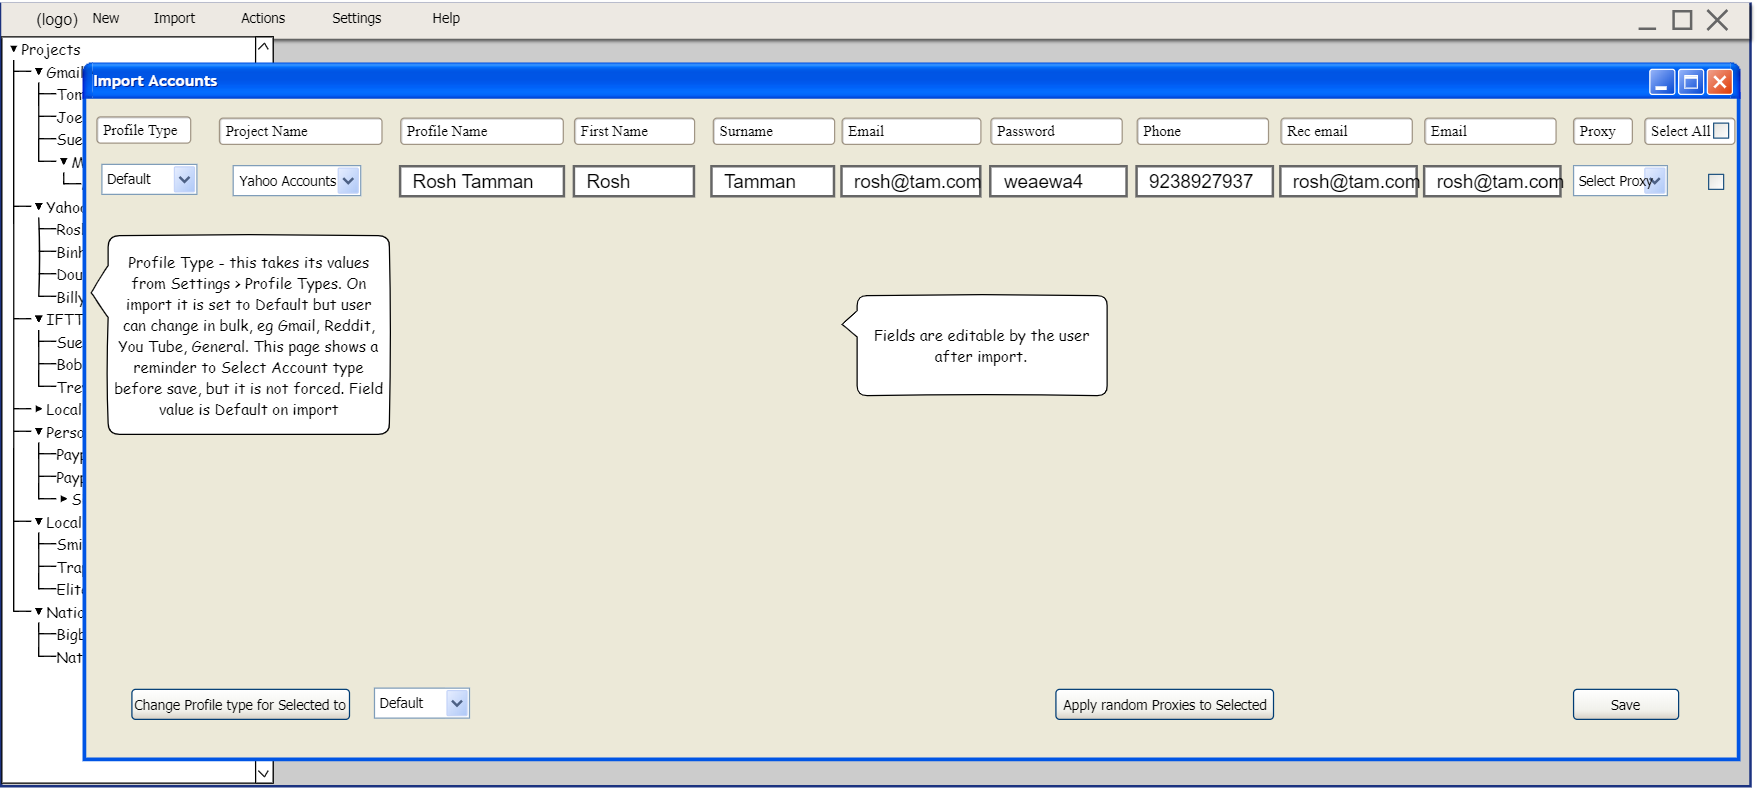 (logo) New Import Actions Settings Help
Projects
Gmail
Import Accounts
Tom
Joe
Sue
M
Yahoo
Ros
Binh
Dou
Billy
IFTT
Sue
Bob
Tre
Local
Perso
Payp
Payp
S
Local
Smi
Tra
Elit
Natio
Bigb
Nat
Profile Type Project Name Profile Name First Name Surname Email Password Phone Rec email Email Proxy Select All
Default Yahoo Accounts Rosh Tamman Rosh Tamman rosh@tam.com weaewa4 9238927937 rosh@tam.com rosh@tam.com Select Proxy
Profile Type - this takes its values
from Settings > Profile Types. On
import it is set to Default but user
can change in bulk, eg Gmail, Reddit,
You Tube, General. This page shows a
reminder to Select Account type
before save, but it is not forced. Field
value is Default on import
Fields are editable by the user
after import.
Change Profile type for Selected to Default Apply random Proxies to Selected Save